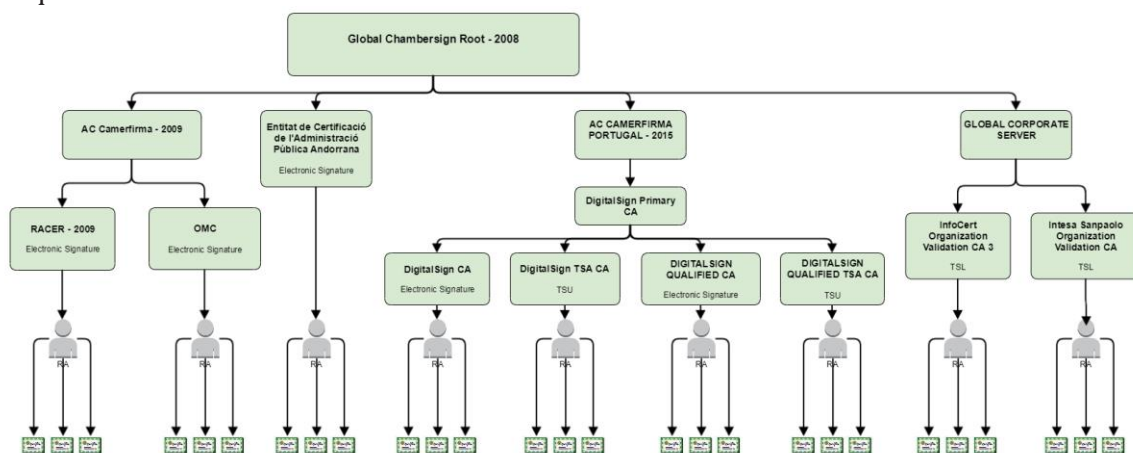 Global Chambersign Root - 2008
AC Camerfirma - 2009
Entitat de Certificació
de l'Administració
Pública Andorrana
Electronic Signature
AC CAMERFIRMA
PORTUGAL - 2015
GLOBAL CORPORATE
SERVER
DigitalSign Primary
CA
RACER - 2009
Electronic Signature
OMC
Electronic Signature
InfoCert
Organization
Validation CA 3
TSL
Intesa Sanpaolo
Organization
Validation CA
TSL
DigitalSign CA
Electronic Signature
DigitalSign TSA CA
TSU
DIGITALSIGN
QUALIFIED CA
Electronic Signature
DIGITALSIGN
QUALIFIED TSA CA
TSU
RA
RA
RA
RA
RA
RA
RA
RA
RA